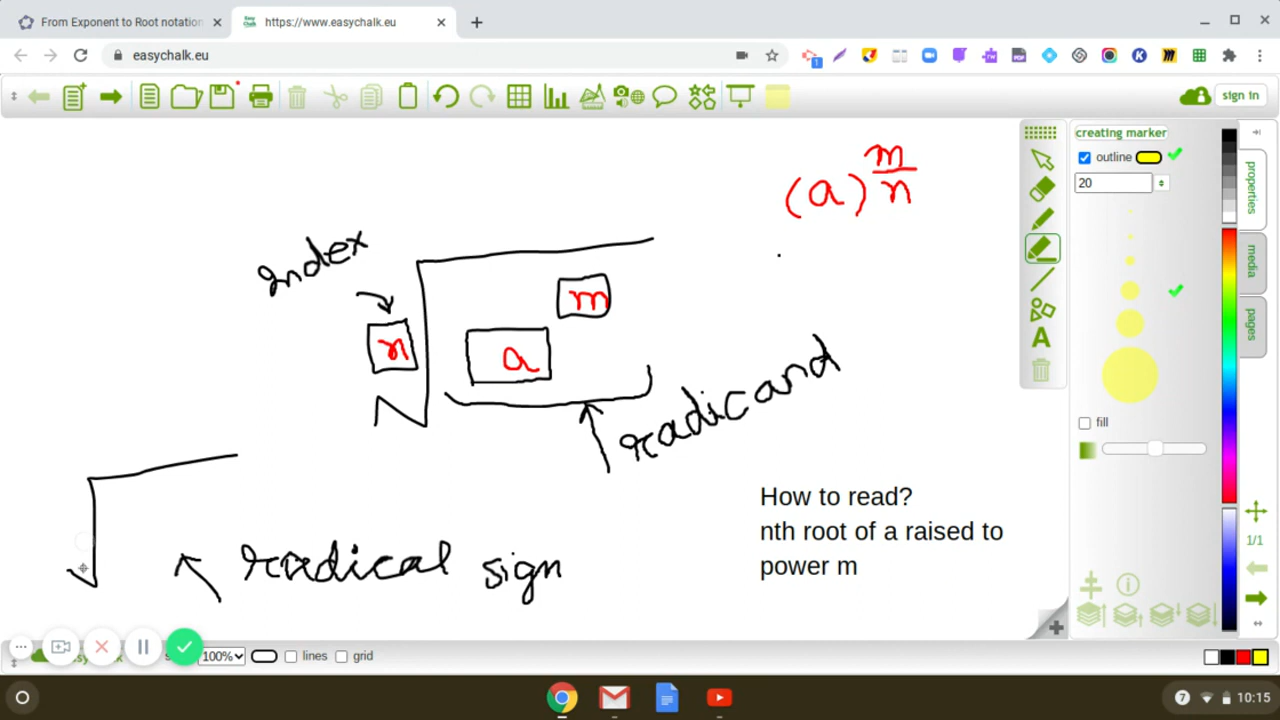 From Exponent to Root notation
https://www.easychalk.eu
easychalk.eu
1
sign in
creating marker
outline
20
fill
properties
media
pages
1/1
(a)^(m/n)
index
m
n
a
radicand
radical sign
How to read?
nth root of a raised to
power m
100%
lines
grid
7
10:15